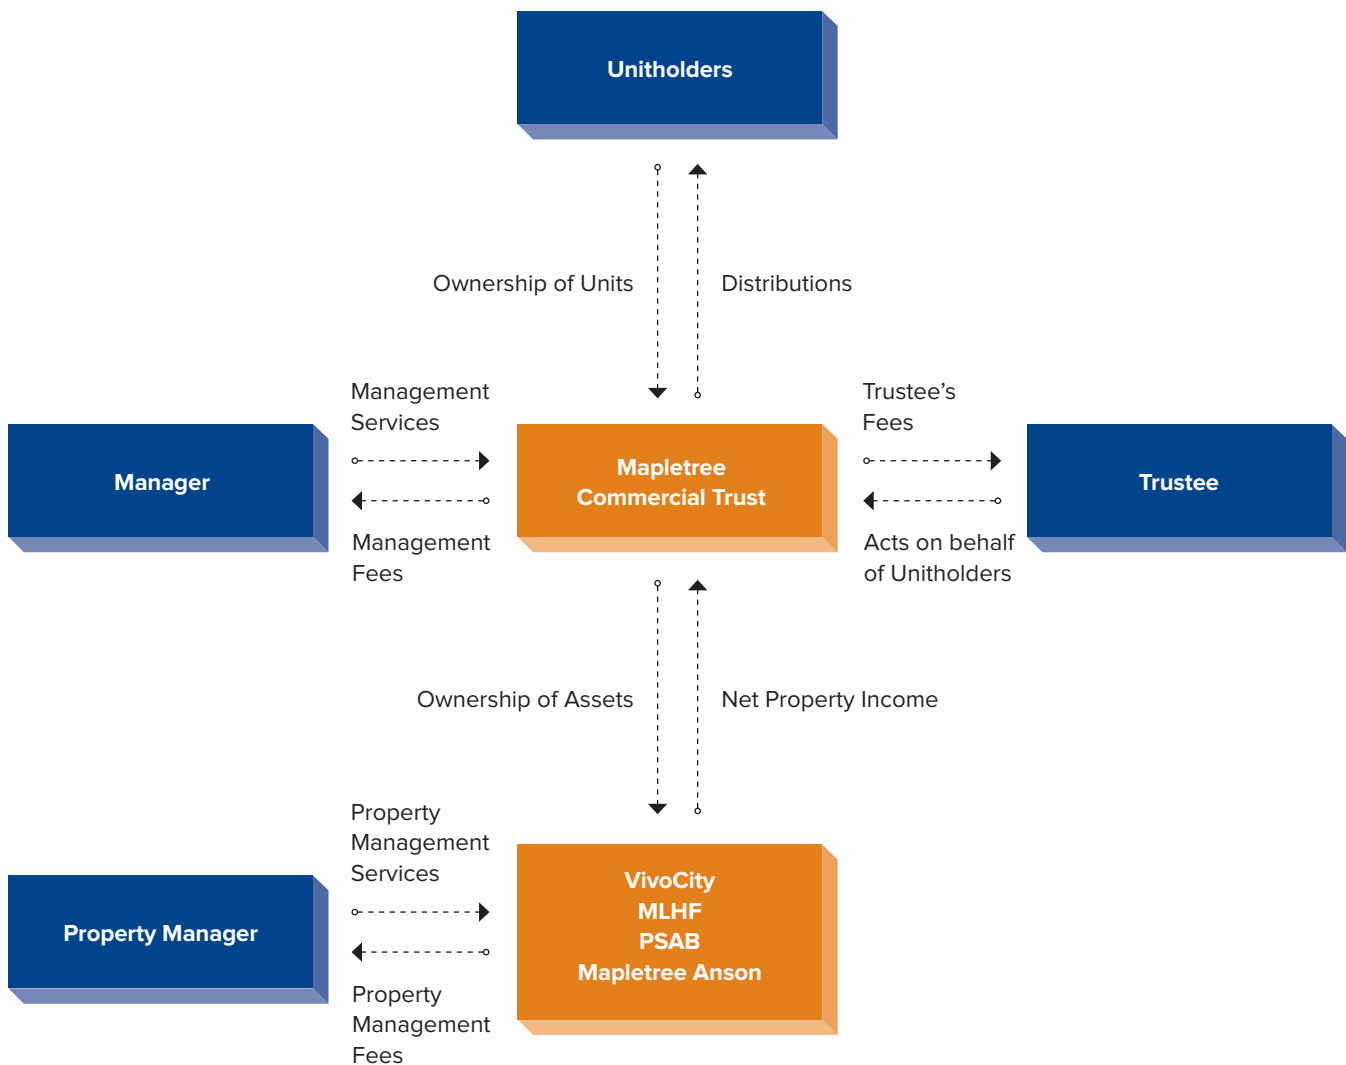 Unitholders
Ownership of Units
Distributions
Management
Services
Trustee’s
Fees
Manager
Mapletree
Commercial Trust
Trustee
Management
Fees
Acts on behalf
of Unitholders
Ownership of Assets
Net Property Income
Property
Management
Services
Property Manager
VivoCity
MLHF
PSAB
Mapletree Anson
Property
Management
Fees